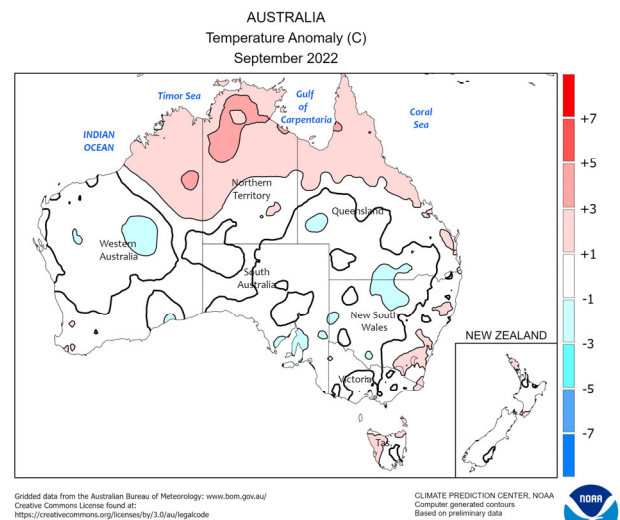 AUSTRALIA
Temperature Anomaly (C)
September 2022
Timor Sea
Gulf
of
Carpentaria
Coral
Sea
INDIAN
OCEAN
Northern
Territory
Queensland
Western
Australia
South
Australia
New South
Wales
Victoria
Tas.
+7
+5
+3
+1
-1
-3
-5
-7
NEW ZEALAND
Gridded data from the Australian Bureau of Meteorology: www.bom.gov.au/
Creative Commons License found at:
https://creativecommons.org/licenses/by/3.0/au/legalcode
CLIMATE PREDICTION CENTER, NOAA
Computer generated contours
Based on preliminary data
NOAA